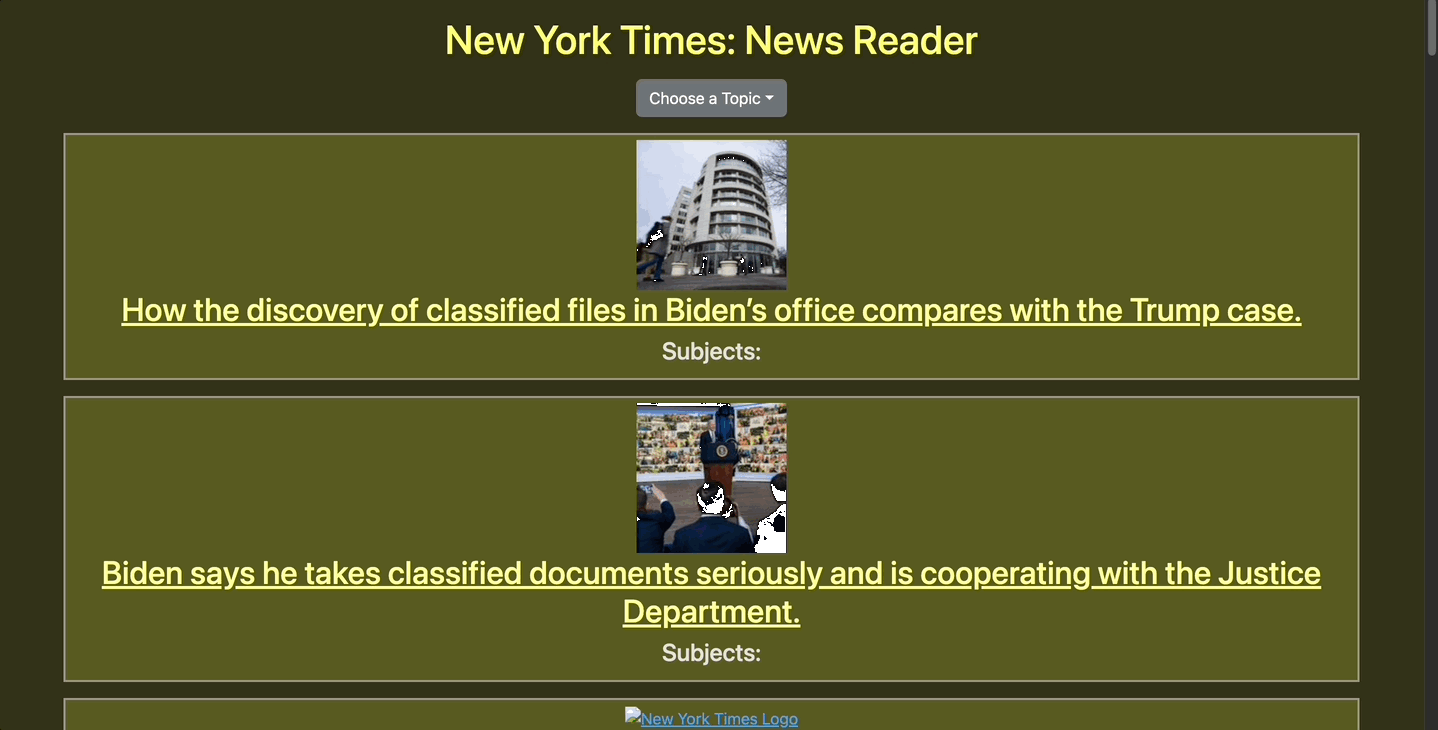 New York Times: News Reader
Choose a Topic
How the discovery of classified files in Biden’s office compares with the Trump case.
Subjects:
Biden says he takes classified documents seriously and is cooperating with the Justice
Department.
Subjects:
New York Times Logo